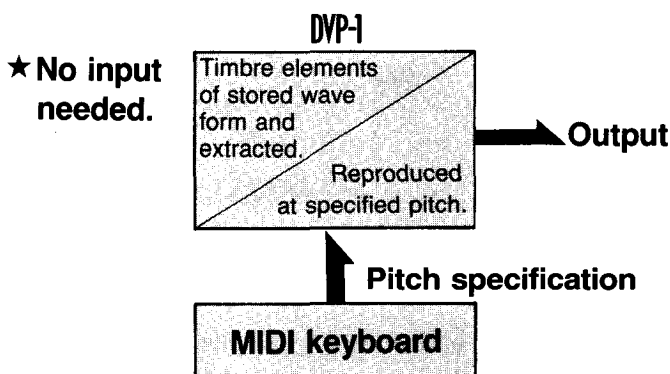 DVP-1
★ No input
needed.
Timbre elements
of stored wave
form and
extracted.
Reproduced
at specified pitch.
Output
Pitch specification
MIDI keyboard